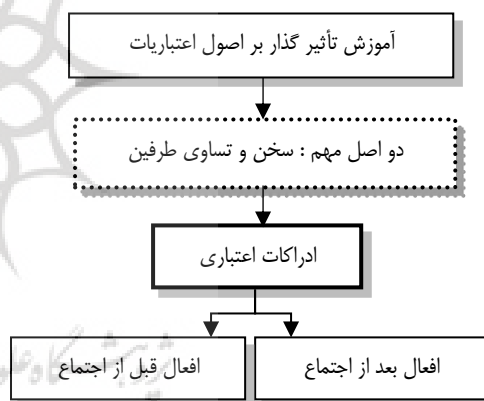 آموزش تأثیر گذار بر اصول اعتباریات
دو اصل مهم : سخن و تساوی طرفین
ادراکات اعتباری
افعال بعد از اجتماع
افعال قبل از اجتماع